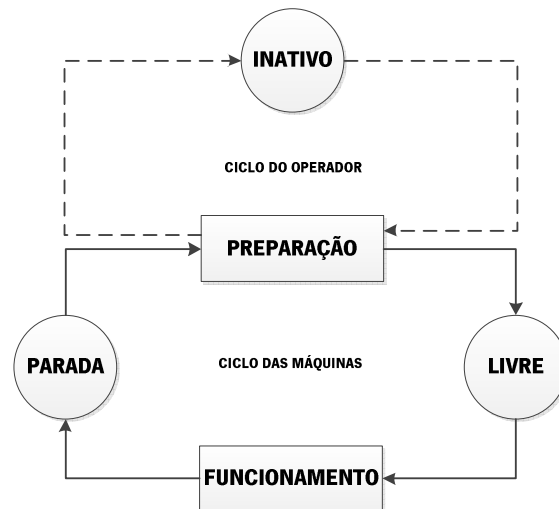 INATIVO
CICLO DO OPERADOR
PREPARAÇÃO
PARADA
CICLO DAS MÁQUINAS
LIVRE
FUNCIONAMENTO